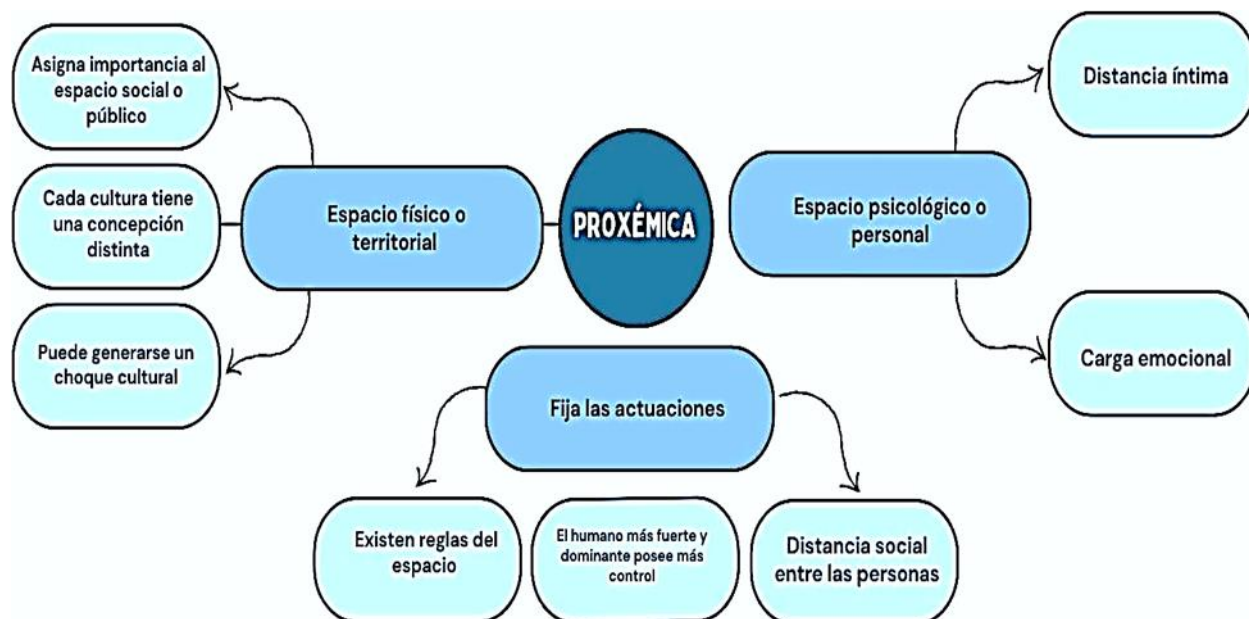 Asigna importancia al
espacio social o
público
Cada cultura tiene
una concepción
distinta
Puede generarse un
choque cultural
Espacio físico o
territorial
PROXÉMICA
Espacio psicológico o
personal
Distancia íntima
Carga emocional
Fija las actuaciones
Existen reglas del
espacio
El humano más fuerte y
dominante posee más
control
Distancia social
entre las personas